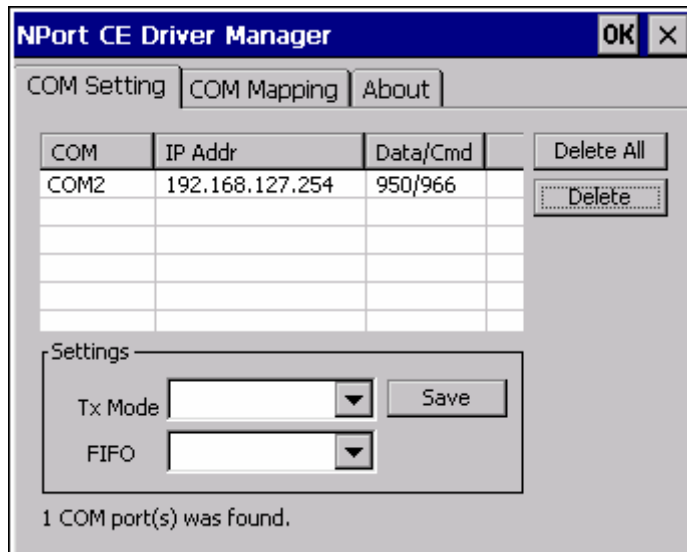 NPort CE Driver Manager OK ×
COM Setting COM Mapping About
COM IP Addr Data/Cmd Delete All
COM2 192.168.127.254 950/966
Delete
Settings
Tx Mode Save
FIFO
1 COM port(s) was found.